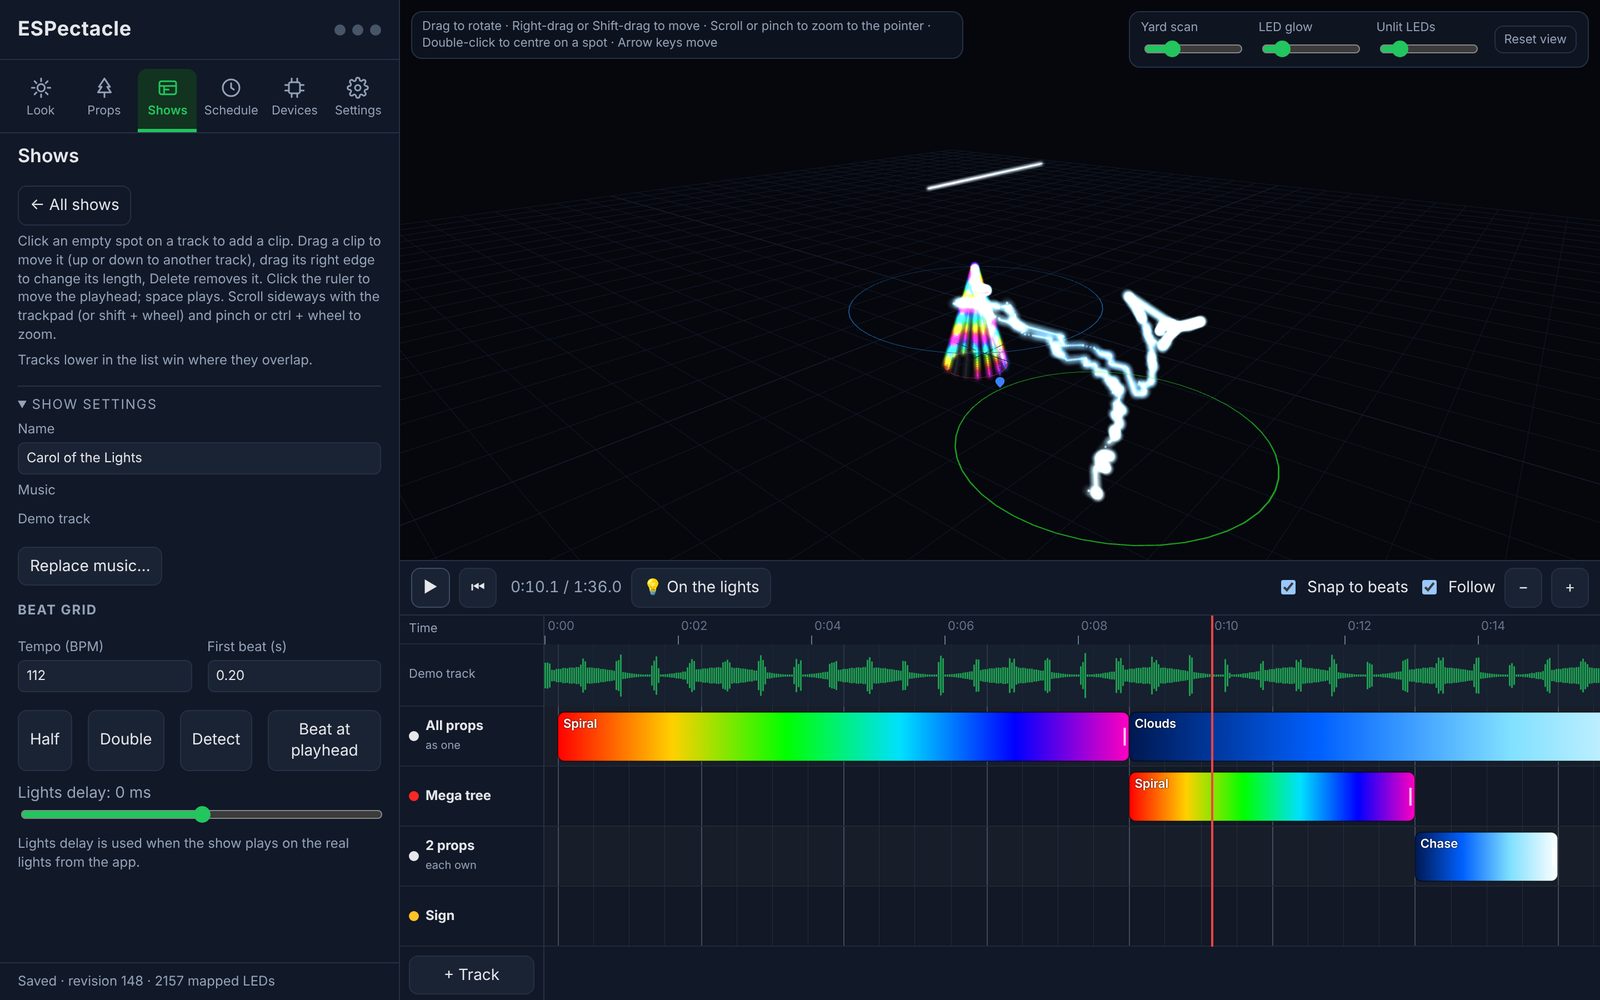 ESPectacle
Look
Props
Shows
Schedule
Devices
Settings
Shows
← All shows
Click an empty spot on a track to add a clip. Drag a clip to
move it (up or down to another track), drag its right edge
to change its length, Delete removes it. Click the ruler to
move the playhead; space plays. Scroll sideways with the
trackpad (or shift + wheel) and pinch or ctrl + wheel to
zoom.
Tracks lower in the list win where they overlap.
▼ SHOW SETTINGS
Name
Carol of the Lights
Music
Demo track
Replace music...
BEAT GRID
Tempo (BPM)
First beat (s)
112
0.20
Half
Double
Detect
Beat at
playhead
Lights delay: 0 ms
Lights delay is used when the show plays on the real
lights from the app.
Saved · revision 148 · 2157 mapped LEDs
Drag to rotate · Right-drag or Shift-drag to move · Scroll or pinch to zoom to the pointer ·
Double-click to centre on a spot · Arrow keys move
Yard scan
LED glow
Unlit LEDs
Reset view
0:10.1 / 1:36.0
💡 On the lights
Snap to beats
Follow
−
+
Time
0:00
0:02
0:04
0:06
0:08
0:10
0:12
0:14
Demo track
All props
as one
Spiral
Clouds
Mega tree
Spiral
2 props
each own
Chase
Sign
+ Track